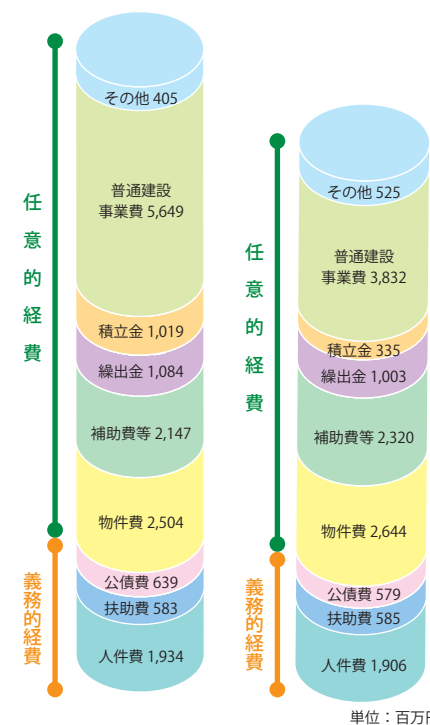 その他 405
普通建設
事業費 5,649
積立金 1,019
繰出金 1,084
補助費等 2,147
物件費 2,504
公債費 639
扶助費 583
人件費 1,934
任意的経費
義務的経費
その他 525
普通建設
事業費 3,832
積立金 335
繰出金 1,003
補助費等 2,320
物件費 2,644
公債費 579
扶助費 585
人件費 1,906
任意的経費
義務的経費
単位：百万円